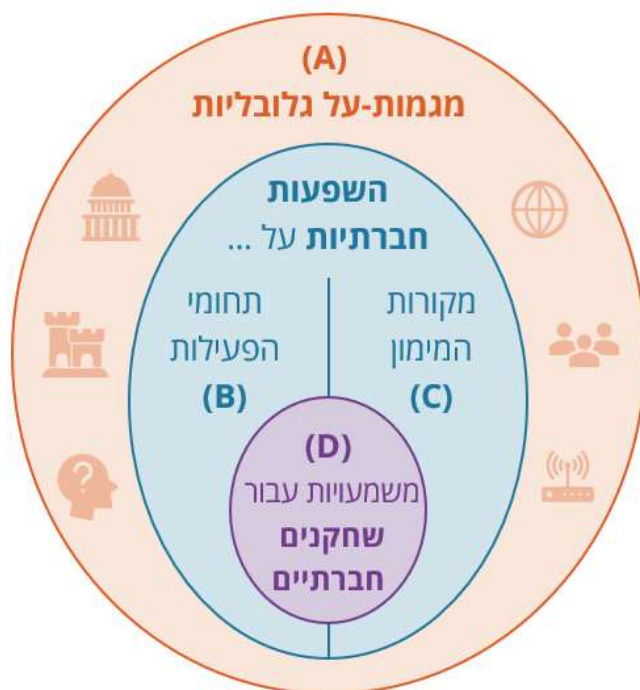 (A)
מגמות-על גלובליות
השפעות
חברתיות על ...
מקורות
המימון
(C)
תחומי
הפעילות
(B)
(D)
משמעויות עבור
שחקנים
חברתיים
?